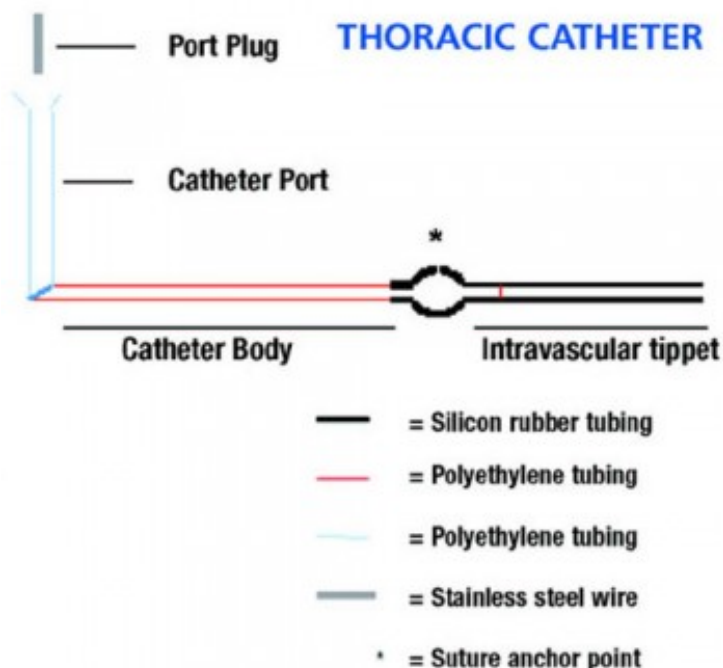 Port Plug
THORACIC CATHETER
Catheter Port
*
Catheter Body
Intravascular tippet
= Silicon rubber tubing
= Polyethylene tubing
= Polyethylene tubing
= Stainless steel wire
* = Suture anchor point